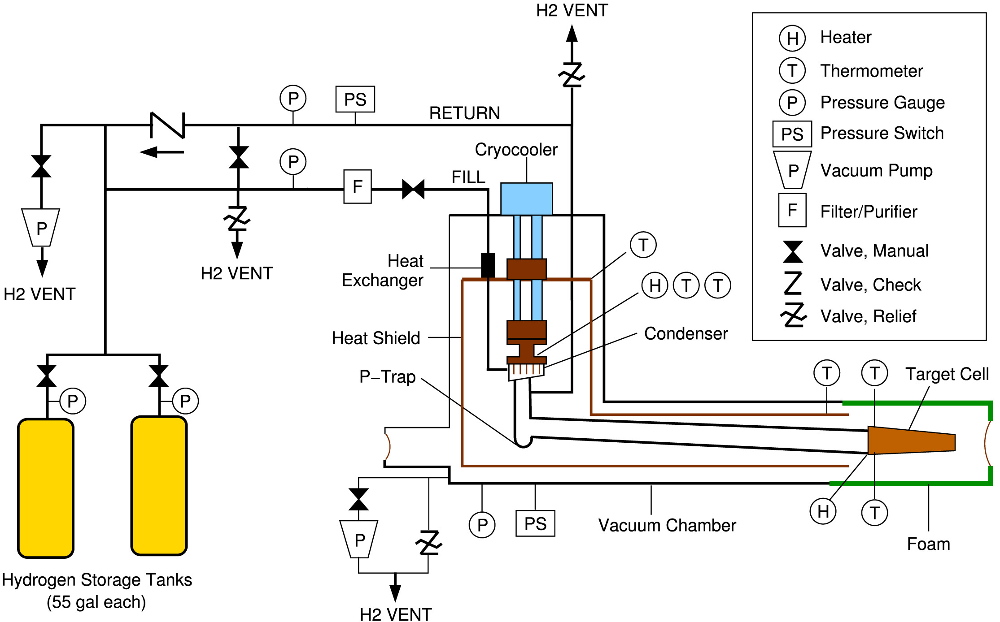 H2 VENT
H
Heater
T
Thermometer
P
Pressure Gauge
PS
Pressure Switch
P
Vacuum Pump
F
Filter/Purifier
Valve, Manual
Valve, Check
Valve, Relief
P
PS
RETURN
Cryocooler
P
F
FILL
P
H2 VENT
H2 VENT
Heat
Exchanger
T
H
T
T
Heat Shield
Condenser
P-Trap
T
T
Target Cell
P
P
Hydrogen Storage Tanks
(55 gal each)
P
P
PS
Vacuum Chamber
H
T
Foam
H2 VENT